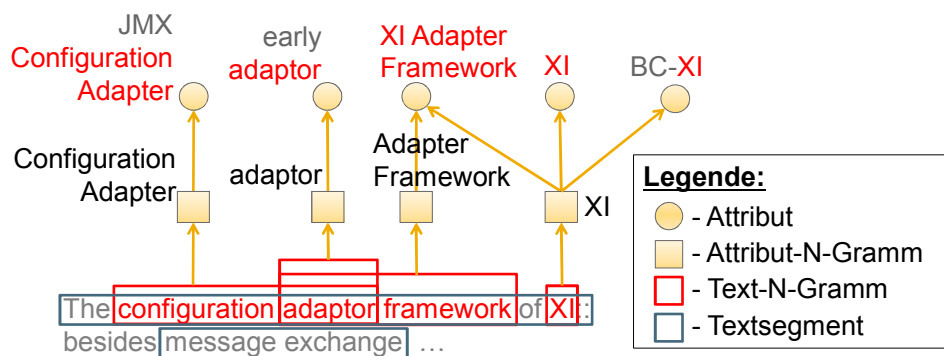 JMX
Configuration
Adapter
early
adaptor
XI Adapter
Framework
XI
BC-XI
Configuration
Adapter
adaptor
Adapter
Framework
XI
Legende:
- Attribut
- Attribut-N-Gramm
- Text-N-Gramm
- Textsegment
The configuration adaptor framework of XI::
besides message exchange …